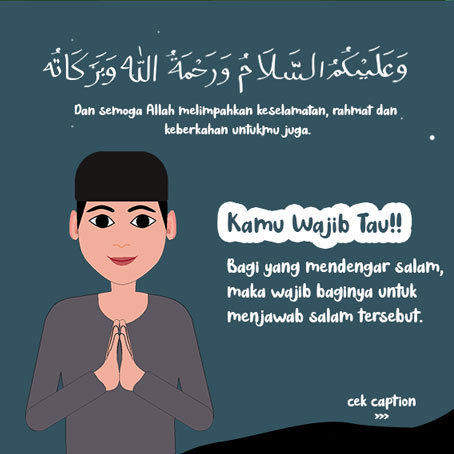 وَعَلَيْكُمُ السَّلَامُ وَرَحْمَةُ اللهِ وَبَرَكَاتُهُ
Dan semoga Allah melimpahkan keselamatan, rahmat dan
keberkahan untukmu juga.
Kamu Wajib Tau!!
Bagi yang mendengar salam,
maka wajib baginya untuk
menjawab salam tersebut.
cek caption
>>>